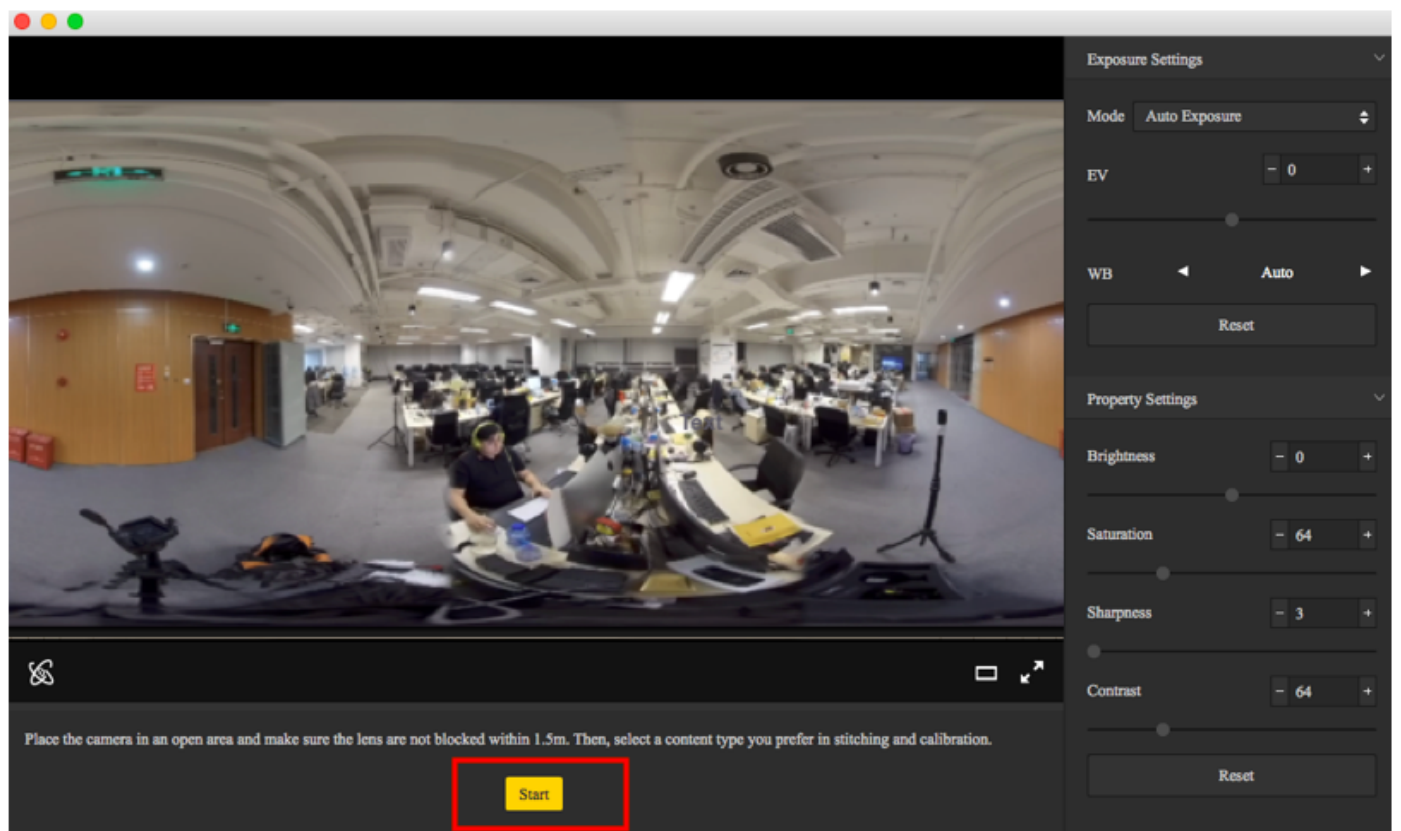 Exposure Settings
Mode Auto Exposure
EV - 0 +
WB ◀ Auto ▶
Reset
Property Settings
Brightness - 0 +
Saturation - 64 +
Sharpness - 3 +
Contrast - 64 +
Reset
Test
Place the camera in an open area and make sure the lens are not blocked within 1.5m. Then, select a content type you prefer in stitching and calibration.
Start